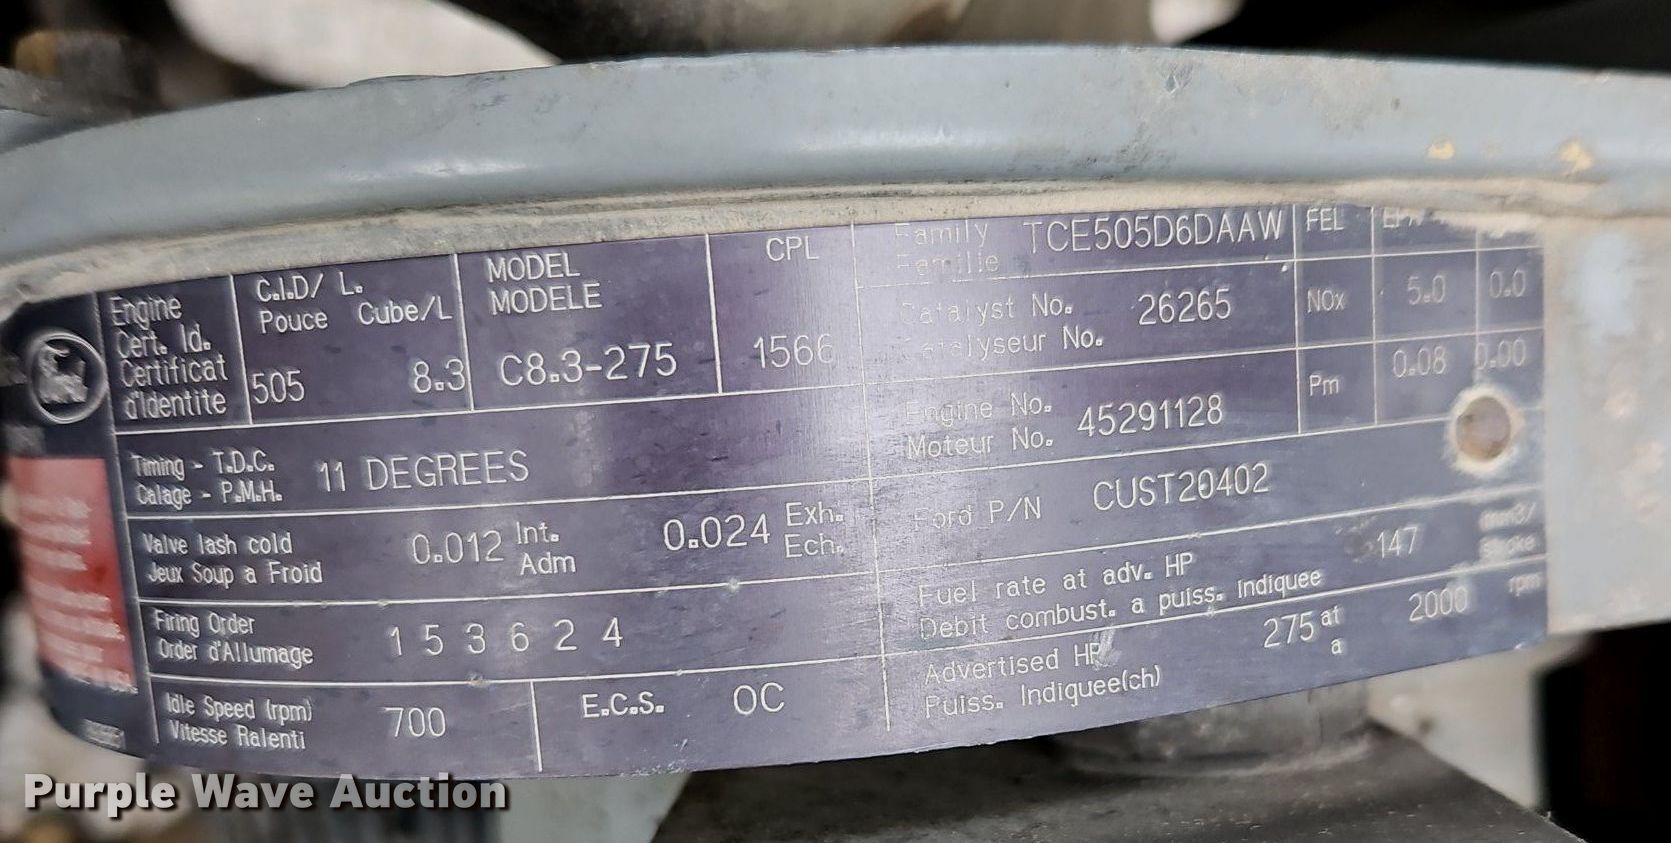 Engine
Cert. Id.
Certificat
d'Identite
C.I.D/ L.
Pouce Cube/L
505 8.3
MODEL
MODELE
C8.3-275
CPL
1566
Family
Famille
TCE505D6DAAW
FEL
Catalyst No.
Catalyseur No.
26265
NOx 5.0 0.0
Pm 0.08 0.00
Engine No.
Moteur No.
45291128
Timing - T.D.C.
Calage - P.M.H.
11 DEGREES
Ford P/N CUST20402
Valve lash cold
Jeux Soup a Froid
0.012 Int.
Adm
0.024 Exh.
Ech.
Fuel rate at adv. HP
Debit combust. a puiss. Indiquee
147 mm3/
Stroke
Firing Order
Order d'Allumage
1 5 3 6 2 4
Advertised HP
Puiss. Indiquee(ch)
275 at
a
2000 rpm
Idle Speed (rpm)
Vitesse Ralenti
700
E.C.S. OC
Purple Wave Auction